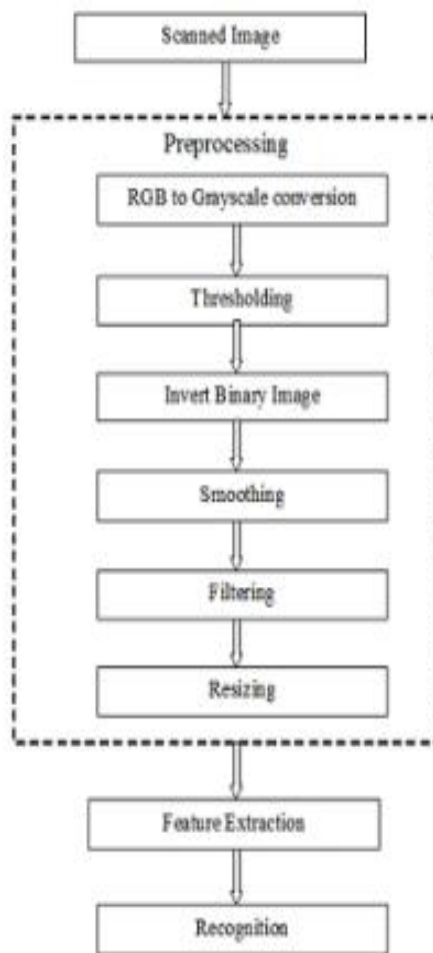 Scanned Image
Preprocessing
RGB to Grayscale conversion
Thresholding
Invert Binary Image
Smoothing
Filtering
Resizing
Feature Extraction
Recognition